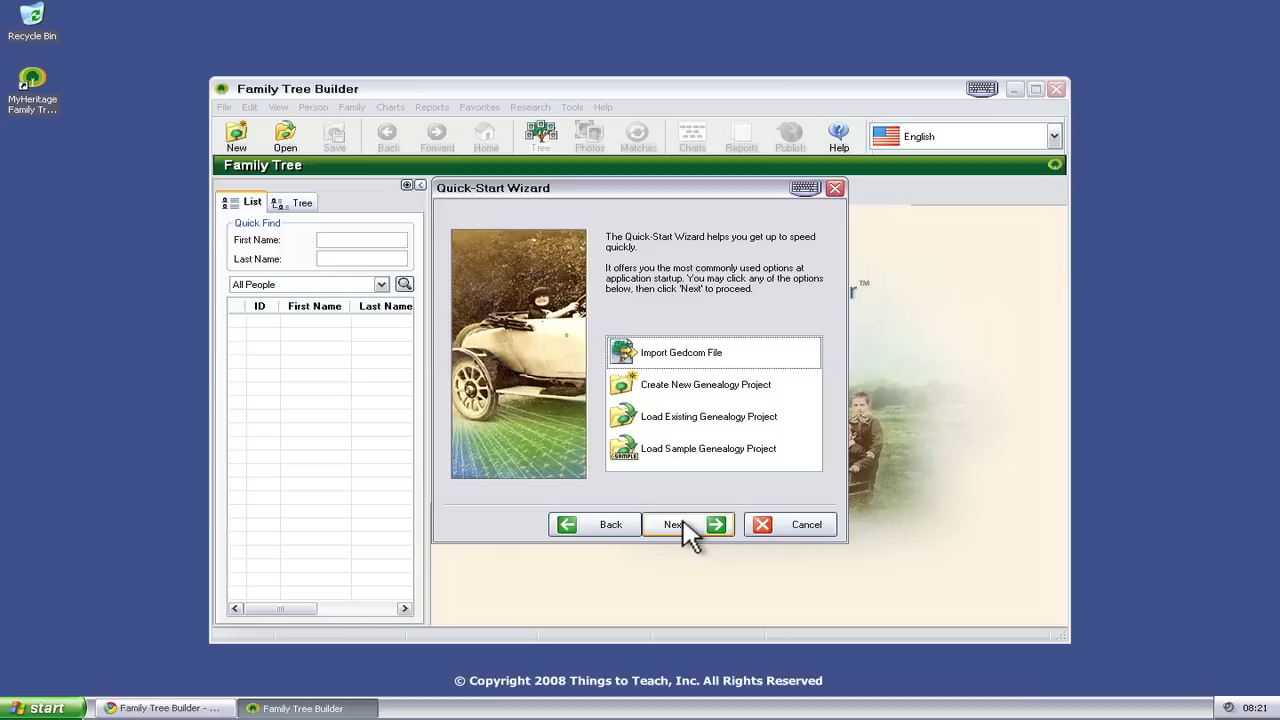 Recycle Bin
MyHeritage
Family Tr...
Family Tree Builder
File Edit View Person Family Charts Reports Favorites Research Tools Help
New Open Save Back Forward Home Tree Photos Matches Charts Reports Publish Help English
Family Tree
List Tree
Quick Find
First Name:
Last Name:
All People
ID First Name Last Name
Quick-Start Wizard
The Quick-Start Wizard helps you get up to speed
quickly.
It offers you the most commonly used options at
application startup. You may click any of the options
below, then click 'Next' to proceed.
Import Gedcom File
Create New Genealogy Project
Load Existing Genealogy Project
SAMPLE Load Sample Genealogy Project
Back Next Cancel
r™
© Copyright 2008 Things to Teach, Inc. All Rights Reserved
start Family Tree Builder - ... Family Tree Builder 08:21